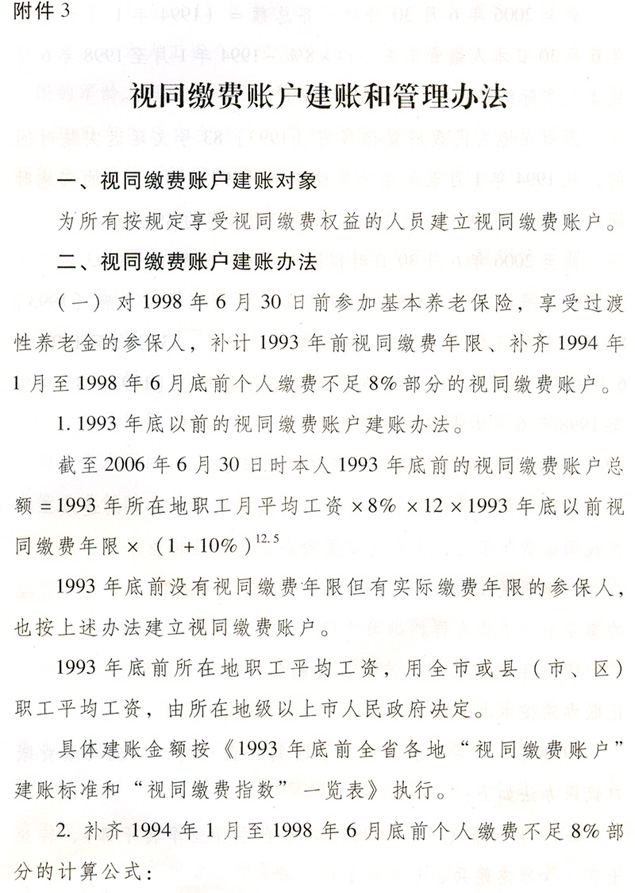 附件3
视同缴费账户建账和管理办法
一、视同缴费账户建账对象
为所有按规定享受视同缴费权益的人员建立视同缴费账户。
二、视同缴费账户建账办法
(一)对1998年6月30日前参加基本养老保险，享受过渡
性养老金的参保人，补计1993年前视同缴费年限、补齐1994年
1月至1998年6月底前个人缴费不足8%部分的视同缴费账户。
1.1993年底以前的视同缴费账户建账办法。
截至2006年6月30日时本人1993年底前的视同缴费账户总
额=1993年所在地职工月平均工资×8%×12×1993年底以前视
同缴费年限×（1+10%）12.5
1993年底前没有视同缴费年限但有实际缴费年限的参保人，
也按上述办法建立视同缴费账户。
1993年底前所在地职工平均工资，用全市或县（市、区）
职工平均工资，由所在地级以上市人民政府决定。
具体建账金额按《1993年底前全省各地“视同缴费账户”
建账标准和“视同缴费指数”一览表》执行。
2.补齐1994年1月至1998年6月底前个人缴费不足8%部
分的计算公式：